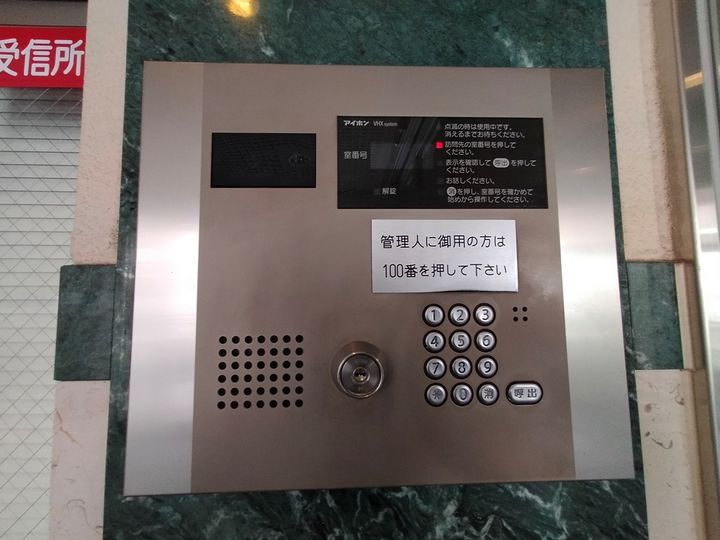 受信所
アイホン VHX system
点滅の時は使用中です。
消えるまでお待ちください。
訪問先の室番号を押して
ください。
室番号
表示を確認して 呼出 を押して
ください。
お話しください。
解錠
消 を押し、室番号を確かめて
始めから操作してください。
管理人に御用の方は
100番を押して下さい
1 2 3
4 5 6
7 8 9
* 0 消 呼出